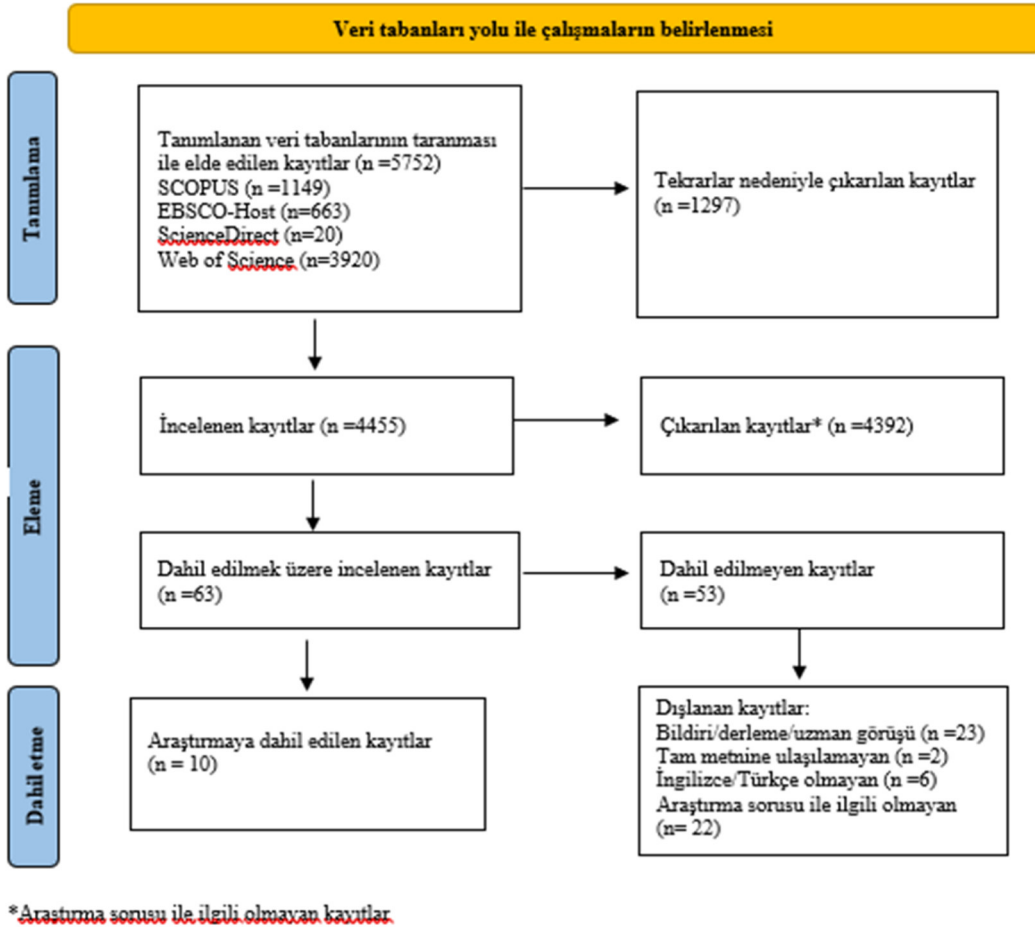 Veri tabanları yolu ile çalışmaların belirlenmesi
Tanımlama
Tanımlanan veri tabanlarının taranması
ile elde edilen kayıtlar (n =5752)
SCOPUS (n =1149)
EBSCO-Host (n=663)
ScienceDirect (n=20)
Web of Science (n=3920)
Tekrarlar nedeniyle çıkarılan kayıtlar
(n =1297)
Eleme
İncelenen kayıtlar (n =4455)
Çıkarılan kayıtlar* (n =4392)
Dahil edilmek üzere incelenen kayıtlar
(n =63)
Dahil edilmeyen kayıtlar
(n =53)
Dahil etme
Araştırmaya dahil edilen kayıtlar
(n = 10)
Dışlanan kayıtlar:
Bildiri/derleme/uzman görüşü (n =23)
Tam metnine ulaşılamayan (n =2)
İngilizce/Türkçe olmayan (n =6)
Araştırma sorusu ile ilgili olmayan
(n= 22)
*Araştırma sorusu ile ilgili olmayan kayıtlar